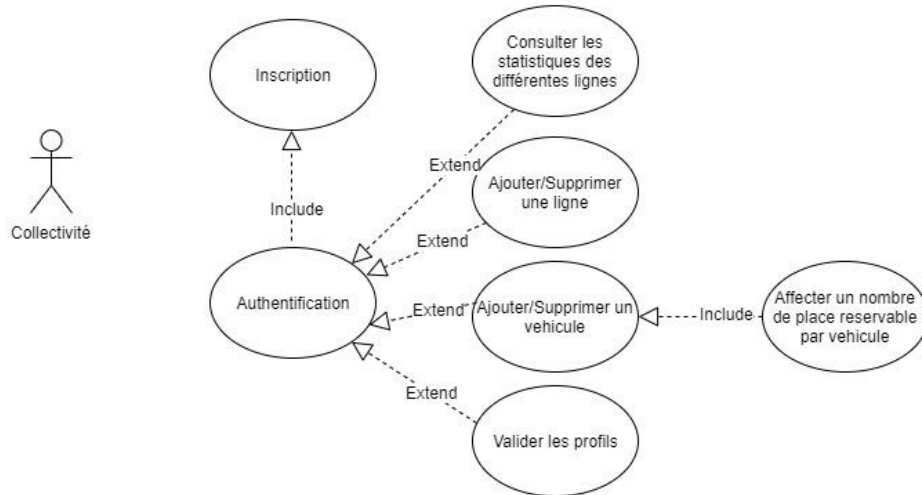 Inscription
Consulter les
statistiques des
différentes lignes
Extend
Ajouter/Supprimer
une ligne
Collectivité
Include
Extend
Authentification
Extend
Ajouter/Supprimer un
vehicule
Include
Affecter un nombre
de place reservable
par vehicule
Extend
Valider les profils